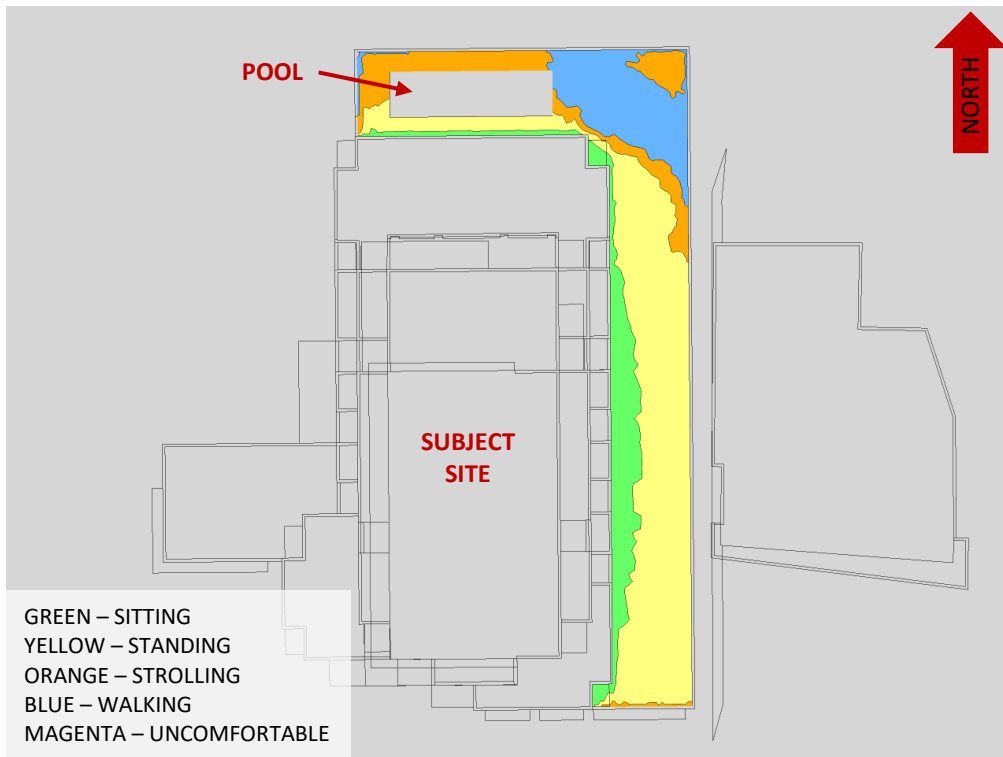 POOL
NORTH
SUBJECT
SITE
GREEN – SITTING
YELLOW – STANDING
ORANGE – STROLLING
BLUE – WALKING
MAGENTA – UNCOMFORTABLE